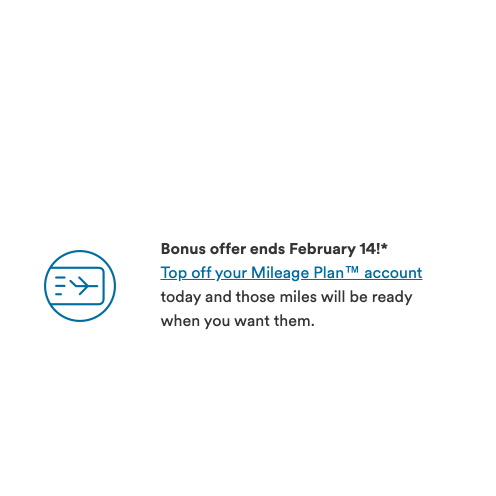 Bonus offer ends February 14!*
Top off your Mileage Plan™ account
today and those miles will be ready
when you want them.